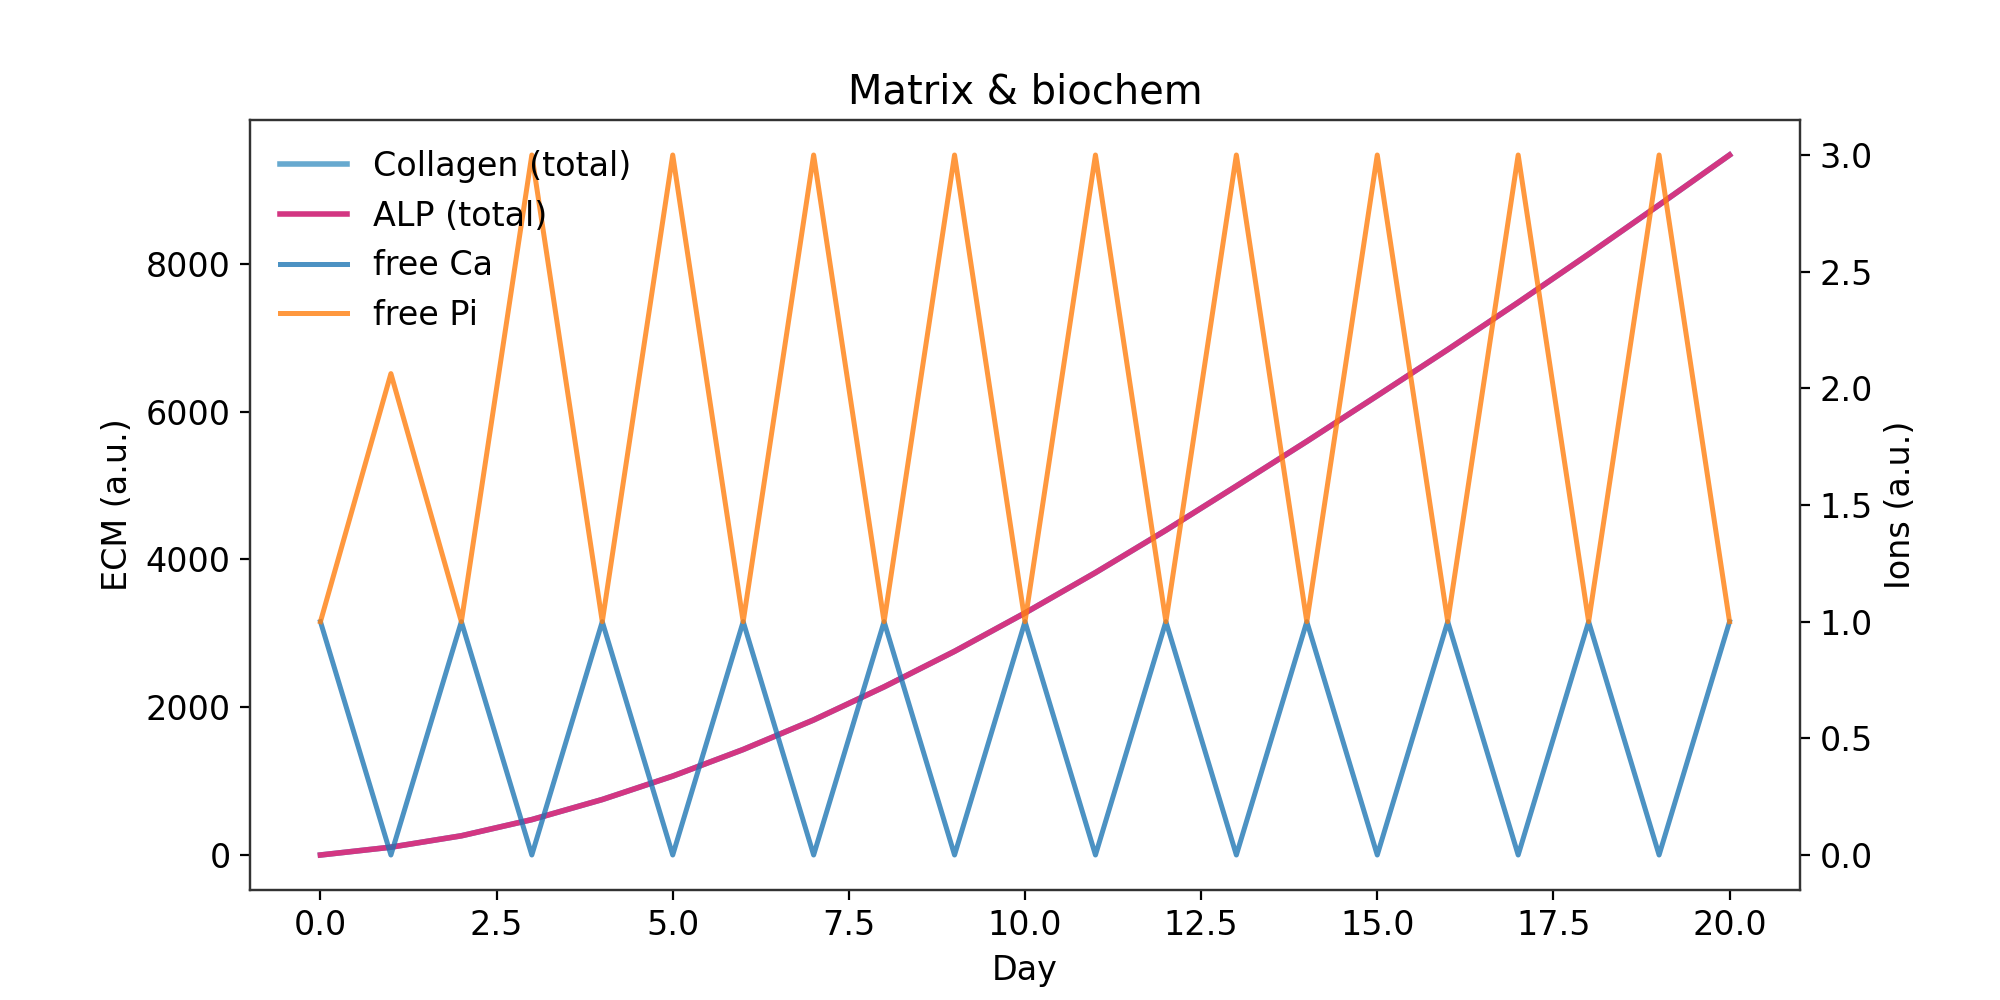 Matrix & biochem
Collagen (total)
ALP (total)
free Ca
free Pi
ECM (a.u.)
8000
6000
4000
2000
0
3.0
2.5
2.0
1.5
1.0
0.5
0.0
Ions (a.u.)
0.0 2.5 5.0 7.5 10.0 12.5 15.0 17.5 20.0
Day